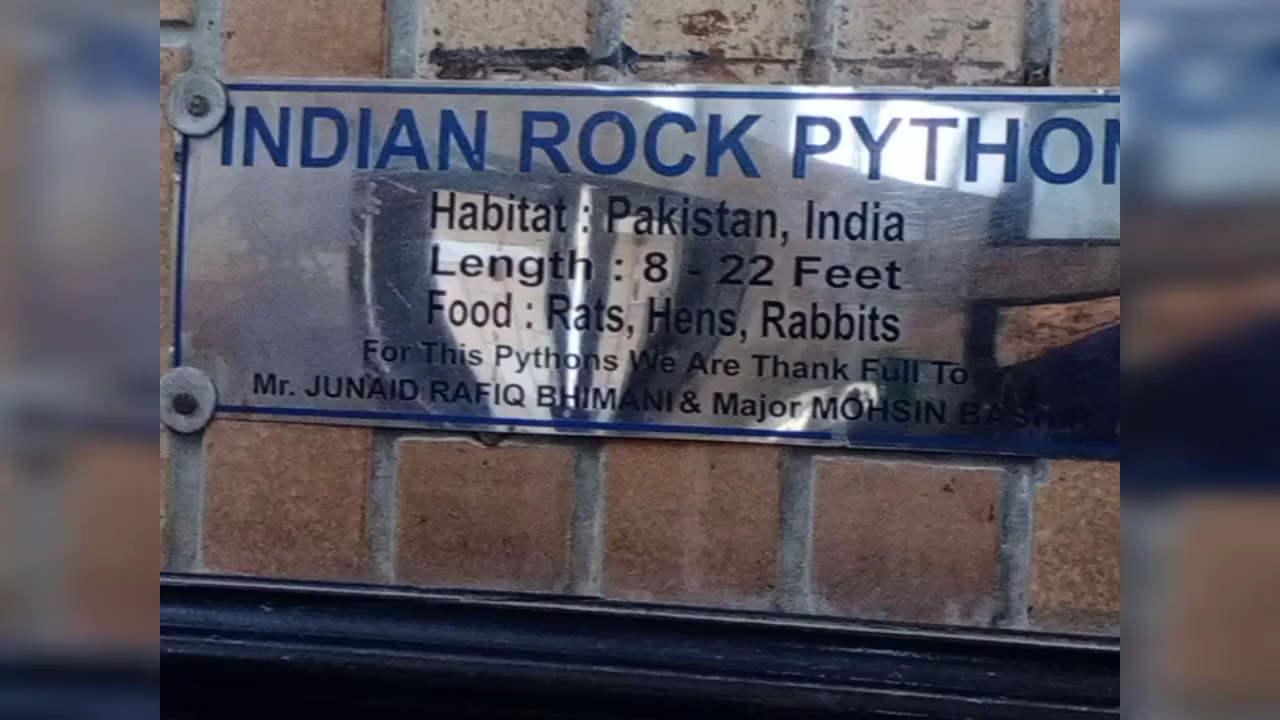 INDIAN ROCK PYTHON
Habitat : Pakistan, India
Length : 8 - 22 Feet
Food : Rats, Hens, Rabbits
For This Pythons We Are Thank Full To
Mr. JUNAID RAFIQ BHIMANI & Major MOHSIN BASHIR